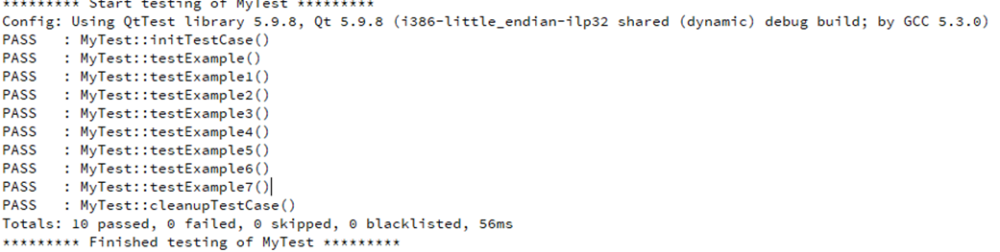 ********* Start testing of MyTest *********
Config: Using QtTest library 5.9.8, Qt 5.9.8 (i386-little_endian-ilp32 shared (dynamic) debug build; by GCC 5.3.0)
PASS   : MyTest::initTestCase()
PASS   : MyTest::testExample()
PASS   : MyTest::testExample1()
PASS   : MyTest::testExample2()
PASS   : MyTest::testExample3()
PASS   : MyTest::testExample4()
PASS   : MyTest::testExample5()
PASS   : MyTest::testExample6()
PASS   : MyTest::testExample7()
PASS   : MyTest::cleanupTestCase()
Totals: 10 passed, 0 failed, 0 skipped, 0 blacklisted, 56ms
********* Finished testing of MyTest *********